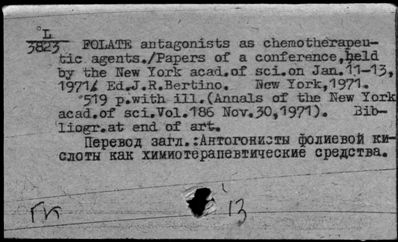 L
3823 FOLATE antagonists as chemotherapeu-
tic agents./Papers of a conference, held
by the New York acad.of sci.on Jan.11-13,
1971/ Ed.J.R.Bertino. New York,1971.
519 p.with ill.(Annals of the New York
acad.of sci.Vol.186 Nov.30,1971). Bib-
liogr.at end of art.
Перевод загл.:Антогонисты фолиевой ки-
слоты как химиотерапевтические средства.
ГК 13